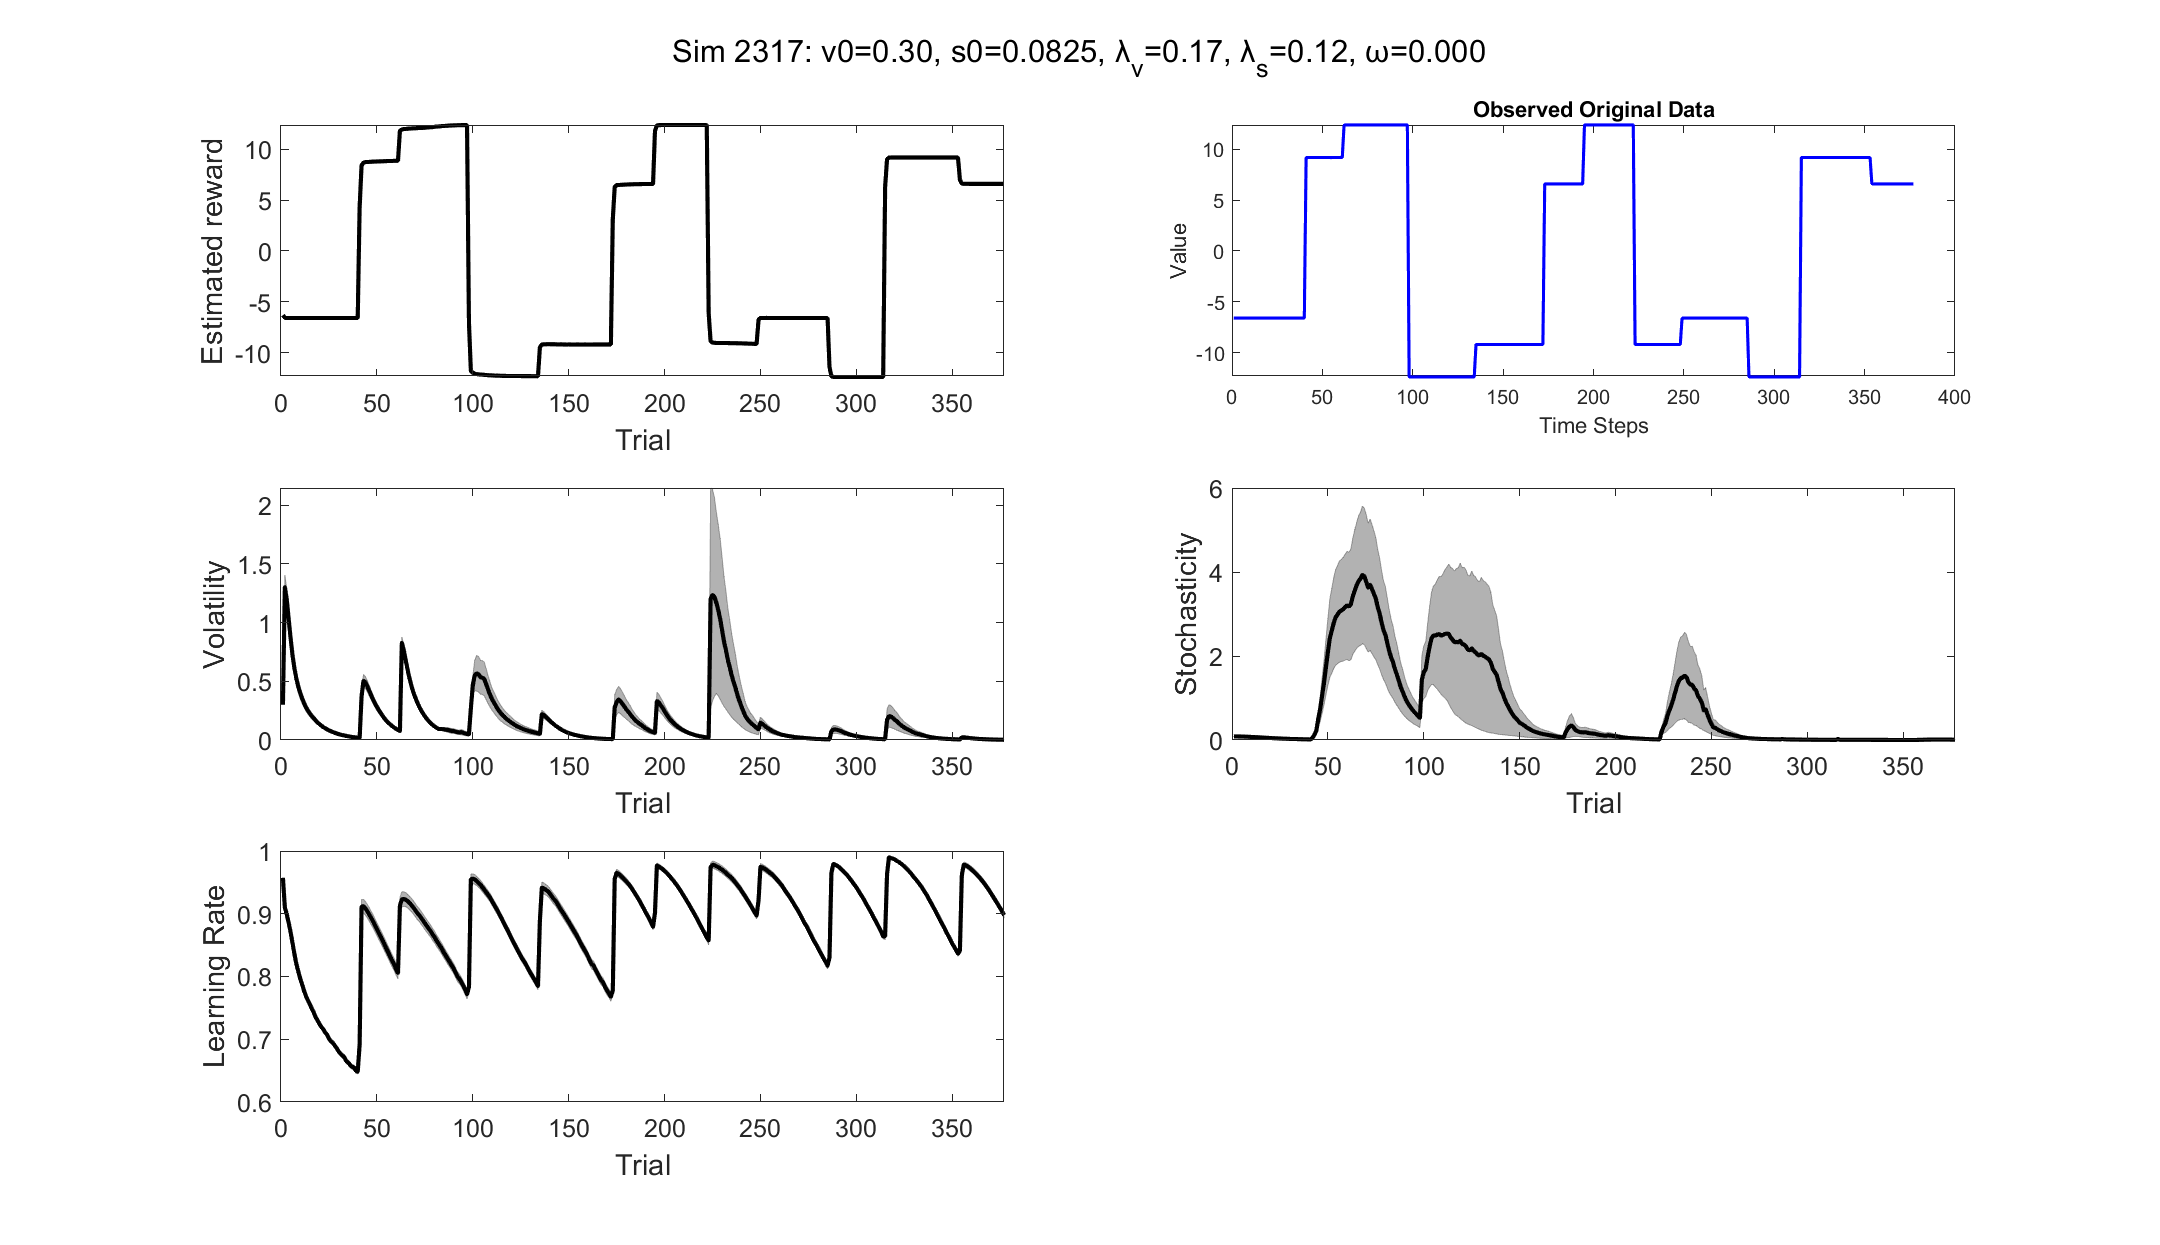 Sim 2317: v0=0.30, s0=0.0825, λ_v=0.17, λ_s=0.12, ω=0.000
Estimated reward
10
5
0
-5
-10
0 50 100 150 200 250 300 350
Trial
Observed Original Data
Value
10
5
0
-5
-10
0 50 100 150 200 250 300 350 400
Time Steps
Volatility
2
1.5
1
0.5
0
0 50 100 150 200 250 300 350
Trial
Stochasticity
6
4
2
0
0 50 100 150 200 250 300 350
Trial
Learning Rate
1
0.9
0.8
0.7
0.6
0 50 100 150 200 250 300 350
Trial